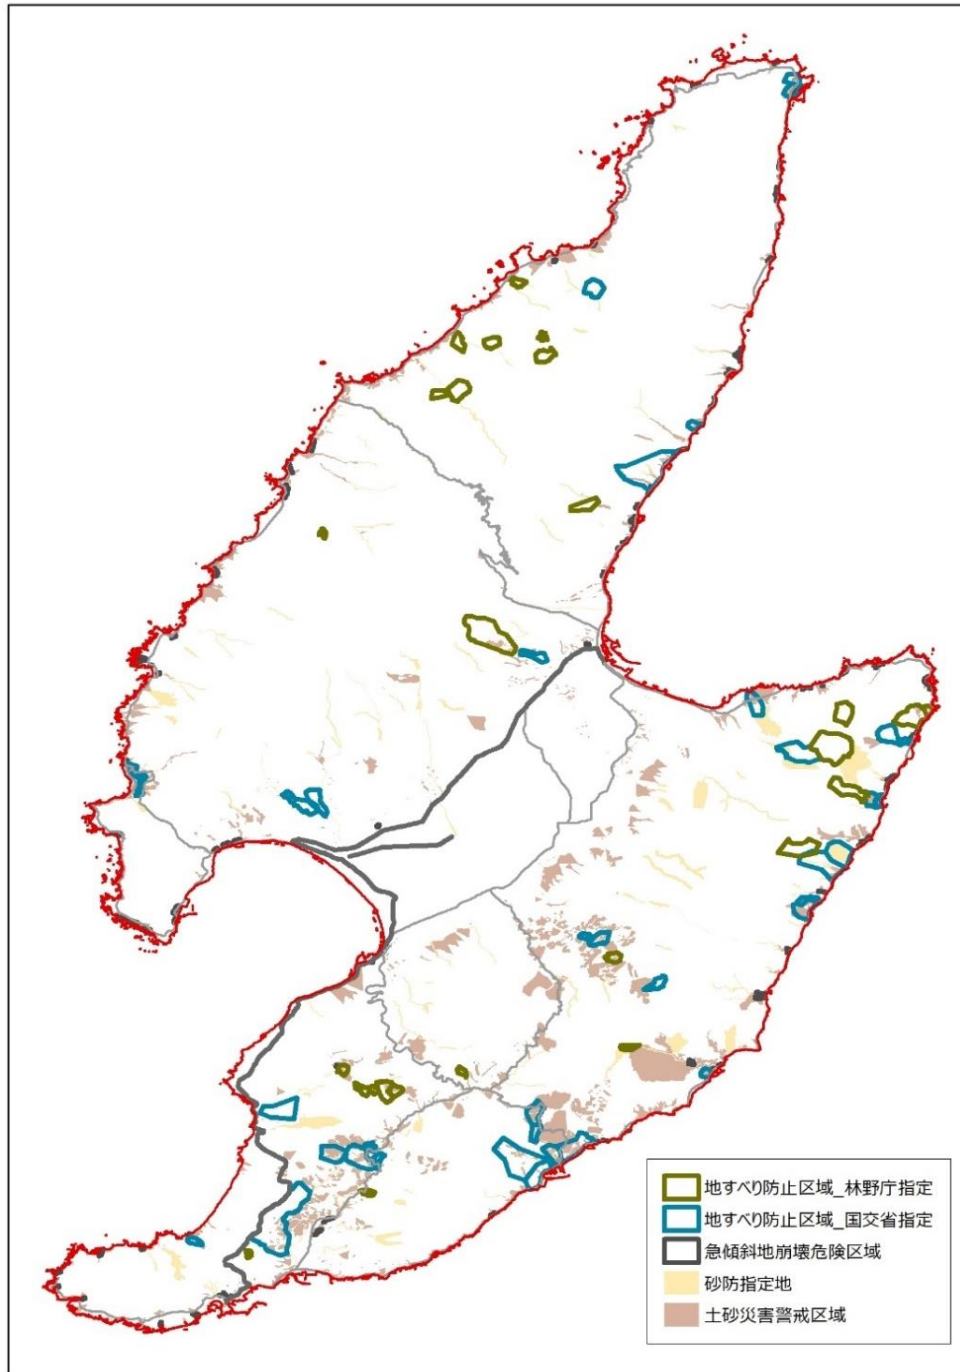 地すべり防止区域_林野庁指定
地すべり防止区域_国交省指定
急傾斜地崩壊危険区域
砂防指定地
土砂災害警戒区域